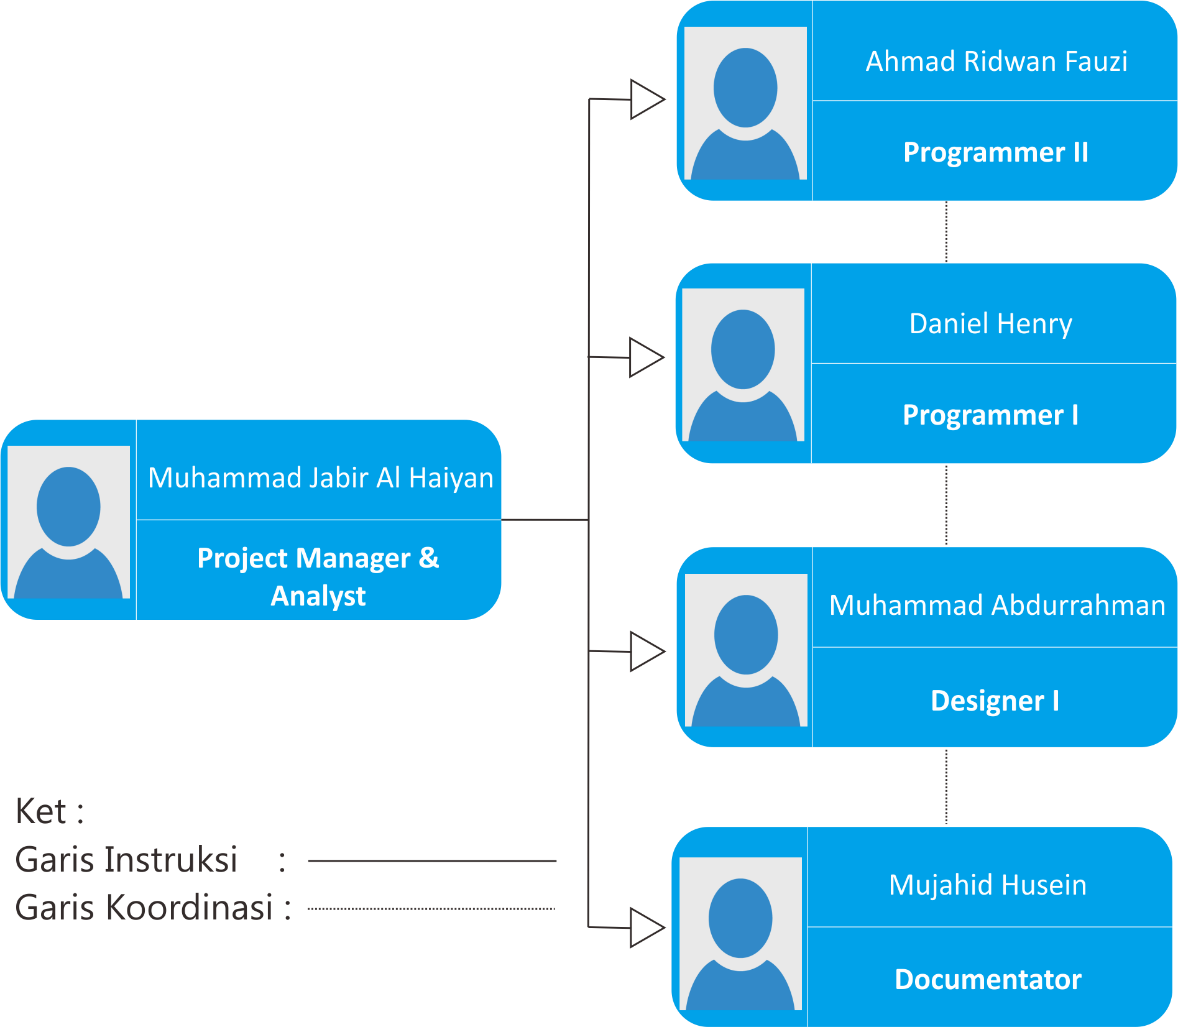 Ahmad Ridwan Fauzi
Programmer II
Daniel Henry
Programmer I
Muhammad Jabir Al Haiyan
Project Manager &
Analyst
Muhammad Abdurrahman
Designer I
Mujahid Husein
Documentator
Ket :
Garis Instruksi :
Garis Koordinasi :